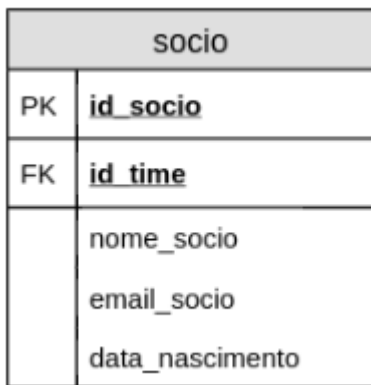 socio
PK id_socio
FK id_time
nome_socio
email_socio
data_nascimento